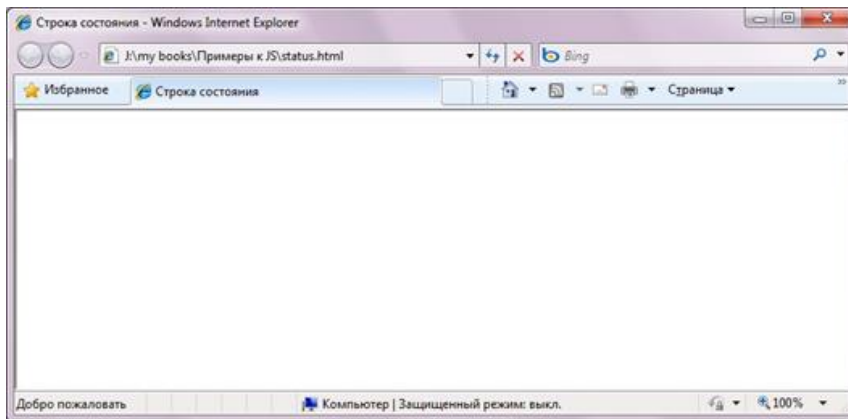 Строка состояния - Windows Internet Explorer
J:\my books\Примеры к JS\status.html
Bing
Избранное
Строка состояния
Страница
Добро пожаловать
Компьютер | Защищенный режим: выкл.
100%